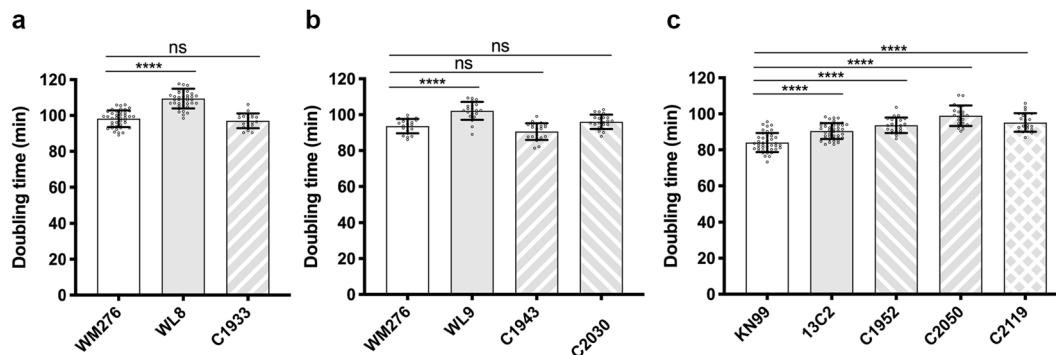 a
ns
****
120
100
80
60
40
20
0
Doubling time (min)
WM276
WL8
C1933
b
ns
ns
****
120
100
80
60
40
20
0
Doubling time (min)
WM276
WL9
C1943
C2030
c
****
****
****
****
120
100
80
60
40
20
0
Doubling time (min)
KN99
13C2
C1952
C2050
C2119